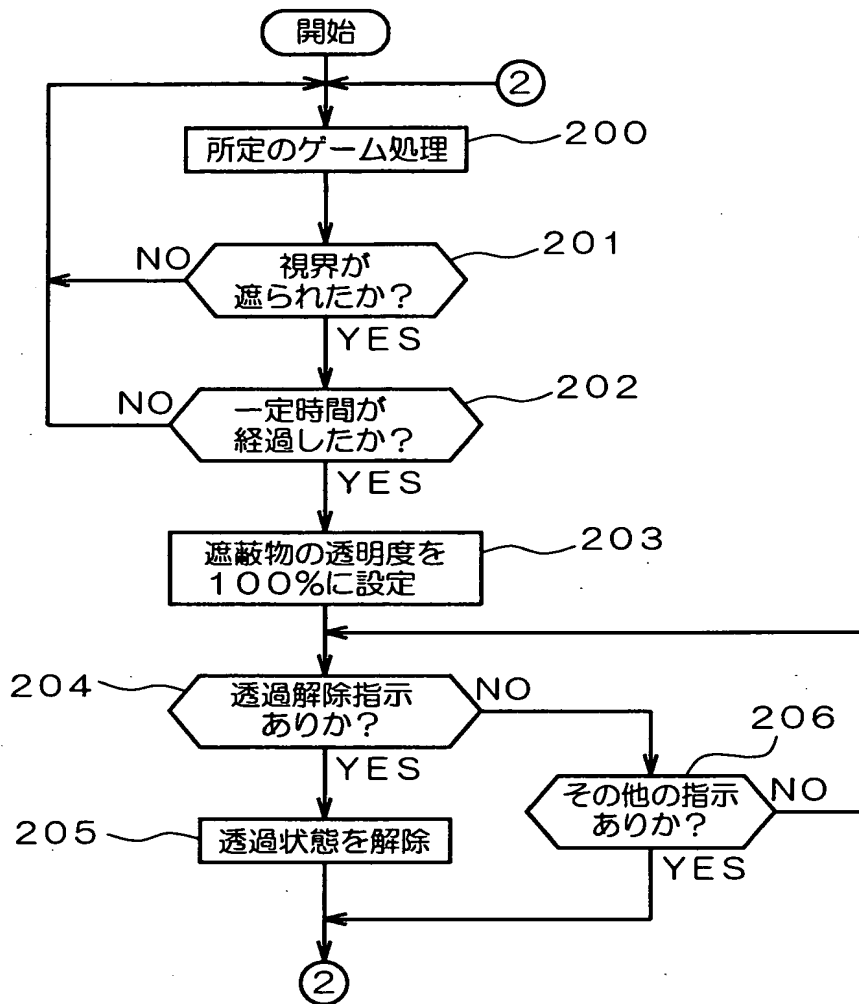 開始
②
所定のゲーム処理
200
視界が
遮られたか?
201
NO
YES
一定時間が
経過したか?
202
NO
YES
遮蔽物の透明度を
100%に設定
203
204
透過解除指示
ありか?
NO
YES
206
その他の指示
ありか?
NO
YES
205
透過状態を解除
②